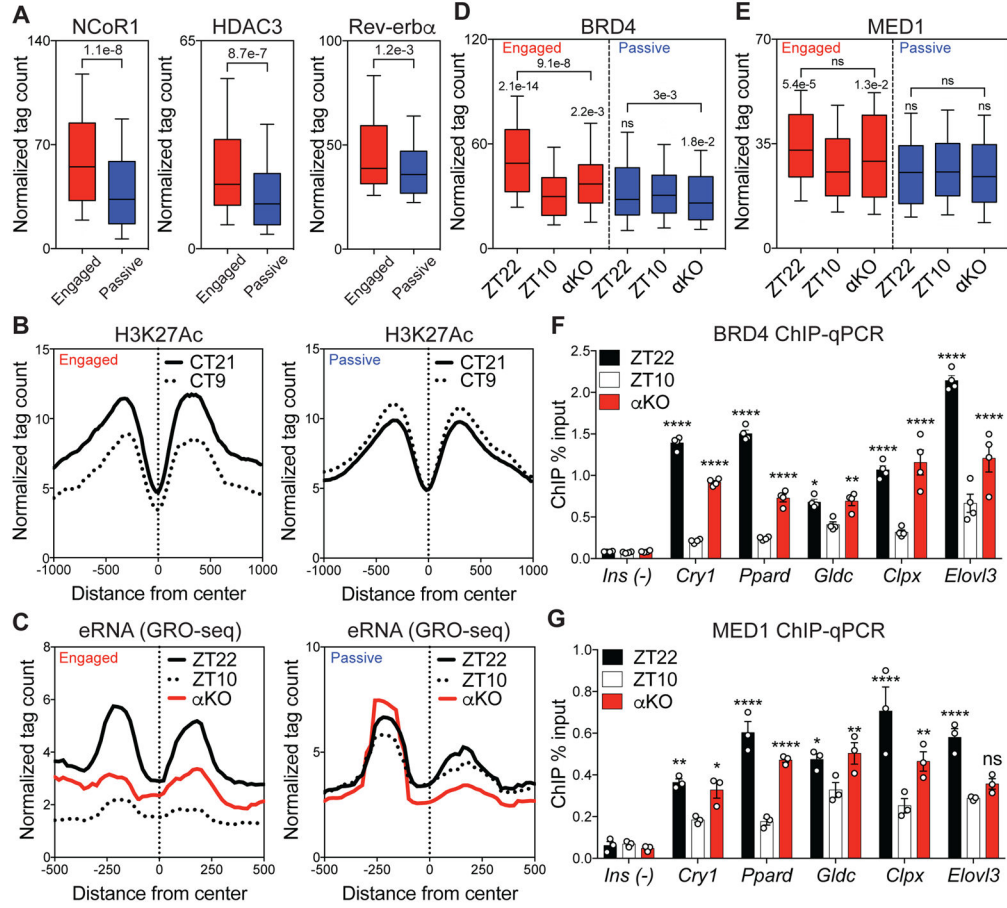 A
NCoR1
HDAC3
Rev-erbα
Normalized tag count
140
70
0
1.1e-8
Engaged
Passive
65
0
8.7e-7
Engaged
Passive
Normalized tag count
100
50
0
1.2e-3
Engaged
Passive
D
BRD4
Normalized tag count
120
60
0
Engaged
Passive
9.1e-8
2.1e-14
2.2e-3
3e-3
ns
1.8e-2
ZT22
ZT10
αKO
ZT22
ZT10
αKO
E
MED1
Normalized tag count
70
35
0
Engaged
Passive
ns
5.4e-5
1.3e-2
ns
ns
ns
ZT22
ZT10
αKO
ZT22
ZT10
αKO
B
H3K27Ac
Engaged
CT21
CT9
Normalized tag count
15
10
5
0
-1000
-500
0
500
1000
Distance from center
H3K27Ac
Passive
CT21
CT9
Normalized tag count
15
10
5
0
-1000
-500
0
500
1000
Distance from center
C
eRNA (GRO-seq)
Engaged
ZT22
ZT10
αKO
Normalized tag count
8
6
4
2
0
-500
-250
0
250
500
Distance from center
eRNA (GRO-seq)
Passive
ZT22
ZT10
αKO
Normalized tag count
10
5
0
-500
-250
0
250
500
Distance from center
F
BRD4 ChIP-qPCR
ZT22
ZT10
αKO
ChIP % input
2.5
2.0
1.5
1.0
0.5
0.0
****
****
****
****
*
**
****
****
****
****
Ins (-)
Cry1
Ppard
Gldc
Clpx
Elovl3
G
MED1 ChIP-qPCR
ZT22
ZT10
αKO
ChIP % input
1.0
0.8
0.6
0.4
0.2
0.0
**
*
****
****
*
**
****
**
****
ns
Ins (-)
Cry1
Ppard
Gldc
Clpx
Elovl3